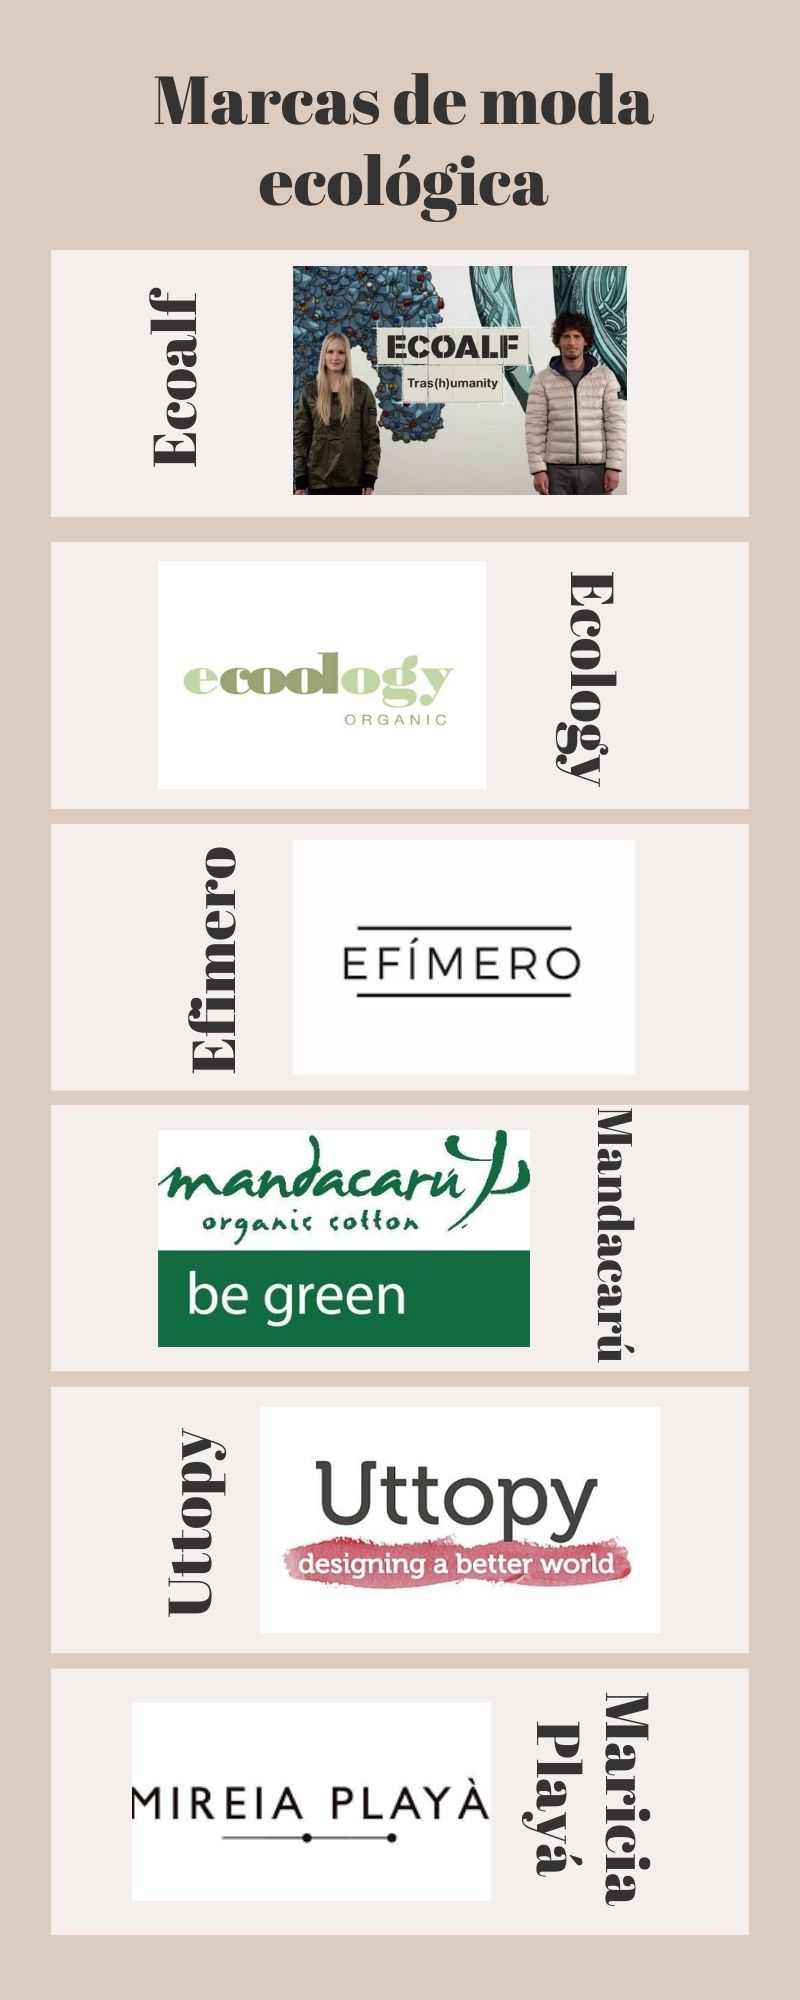 Marcas de moda
ecológica
Ecoalf
ECOALF
Tras(h)umanity
ecoology
ORGANIC
Ecology
Efimero
EFÍMERO
mandacarú
organic cotton
be green
Mandacarú
Uttopy
Uttopy
designing a better world
MIREIA PLAYÀ
Maricia
Playá